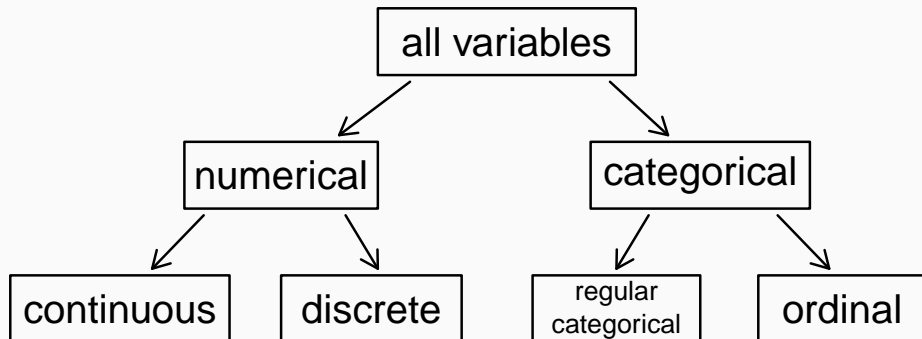 all variables
numerical
categorical
continuous
discrete
regular
categorical
ordinal